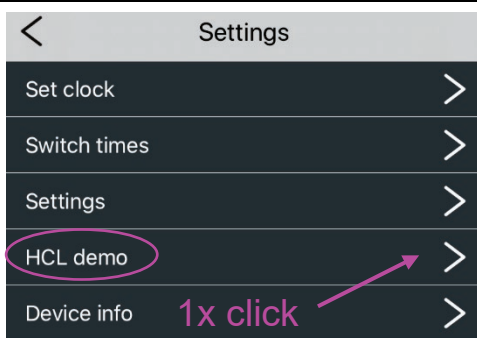 Settings
Set clock
Switch times
Settings
HCL demo
Device info
1x click